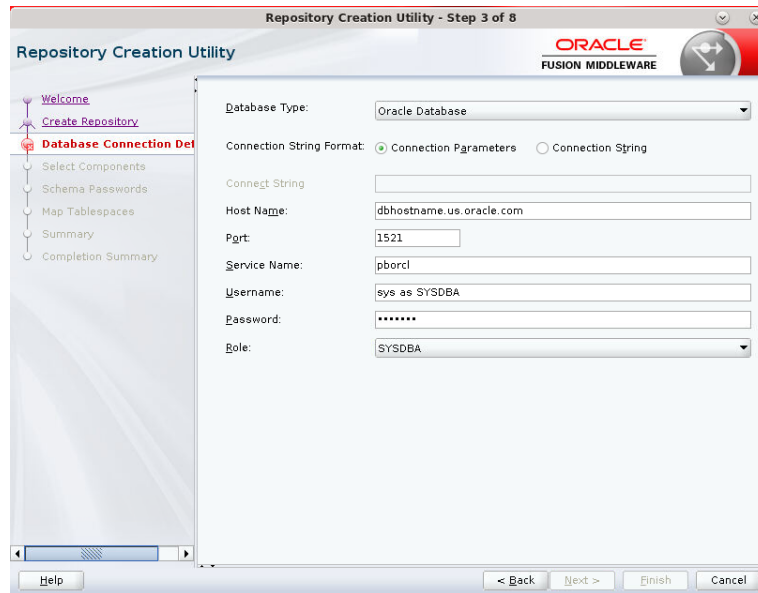 Repository Creation Utility - Step 3 of 8
Repository Creation Utility
ORACLE
FUSION MIDDLEWARE
Welcome
Create Repository
Database Connection Det
Select Components
Schema Passwords
Map Tablespaces
Summary
Completion Summary
Database Type: Oracle Database
Connection String Format: Connection Parameters Connection String
Connect String
Host Name: dbhostname.us.oracle.com
Port: 1521
Service Name: pborcl
Username: sys as SYSDBA
Password: •••••••
Role: SYSDBA
Help < Back Next > Finish Cancel